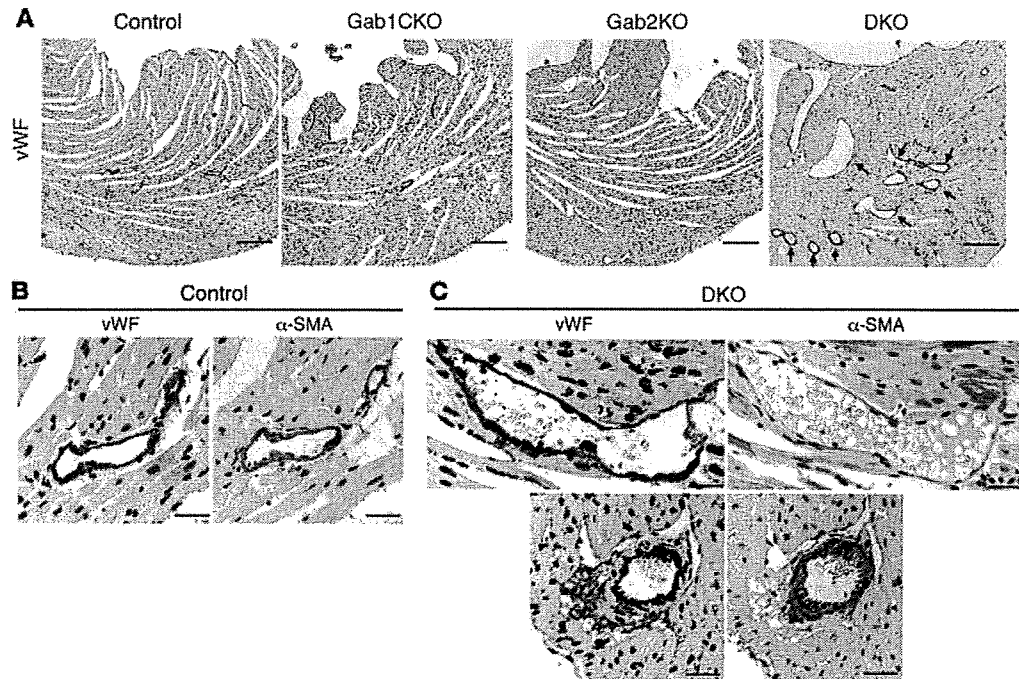 A
Control Gab1CKO Gab2KO DKO
vWF
B Control
vWF α-SMA
C DKO
vWF α-SMA